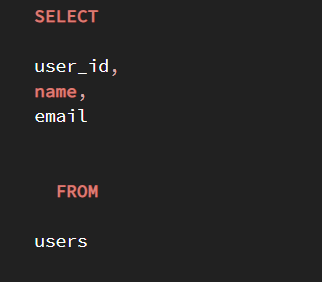 SELECT
user_id,
name,
email
FROM
users